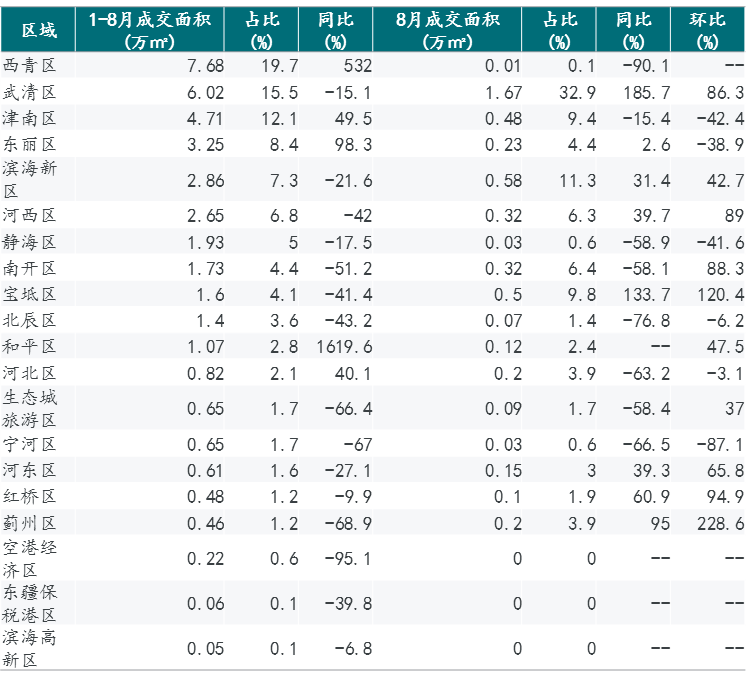 区域 1-8月成交面积(万㎡) 占比(%) 同比(%) 8月成交面积(万㎡) 占比(%) 同比(%) 环比(%)
西青区 7.68 19.7 532 0.01 0.1 -90.1 --
武清区 6.02 15.5 -15.1 1.67 32.9 185.7 86.3
津南区 4.71 12.1 49.5 0.48 9.4 -15.4 -42.4
东丽区 3.25 8.4 98.3 0.23 4.4 2.6 -38.9
滨海新区 2.86 7.3 -21.6 0.58 11.3 31.4 42.7
河西区 2.65 6.8 -42 0.32 6.3 39.7 89
静海区 1.93 5 -17.5 0.03 0.6 -58.9 -41.6
南开区 1.73 4.4 -51.2 0.32 6.4 -58.1 88.3
宝坻区 1.6 4.1 -41.4 0.5 9.8 133.7 120.4
北辰区 1.4 3.6 -43.2 0.07 1.4 -76.8 -6.2
和平区 1.07 2.8 1619.6 0.12 2.4 -- 47.5
河北区 0.82 2.1 40.1 0.2 3.9 -63.2 -3.1
生态城旅游区 0.65 1.7 -66.4 0.09 1.7 -58.4 37
宁河区 0.65 1.7 -67 0.03 0.6 -66.5 -87.1
河东区 0.61 1.6 -27.1 0.15 3 39.3 65.8
红桥区 0.48 1.2 -9.9 0.1 1.9 60.9 94.9
蓟州区 0.46 1.2 -68.9 0.2 3.9 95 228.6
空港经济区 0.22 0.6 -95.1 0 0 -- --
东疆保税港区 0.06 0.1 -39.8 0 0 -- --
滨海高新区 0.05 0.1 -6.8 0 0 -- --